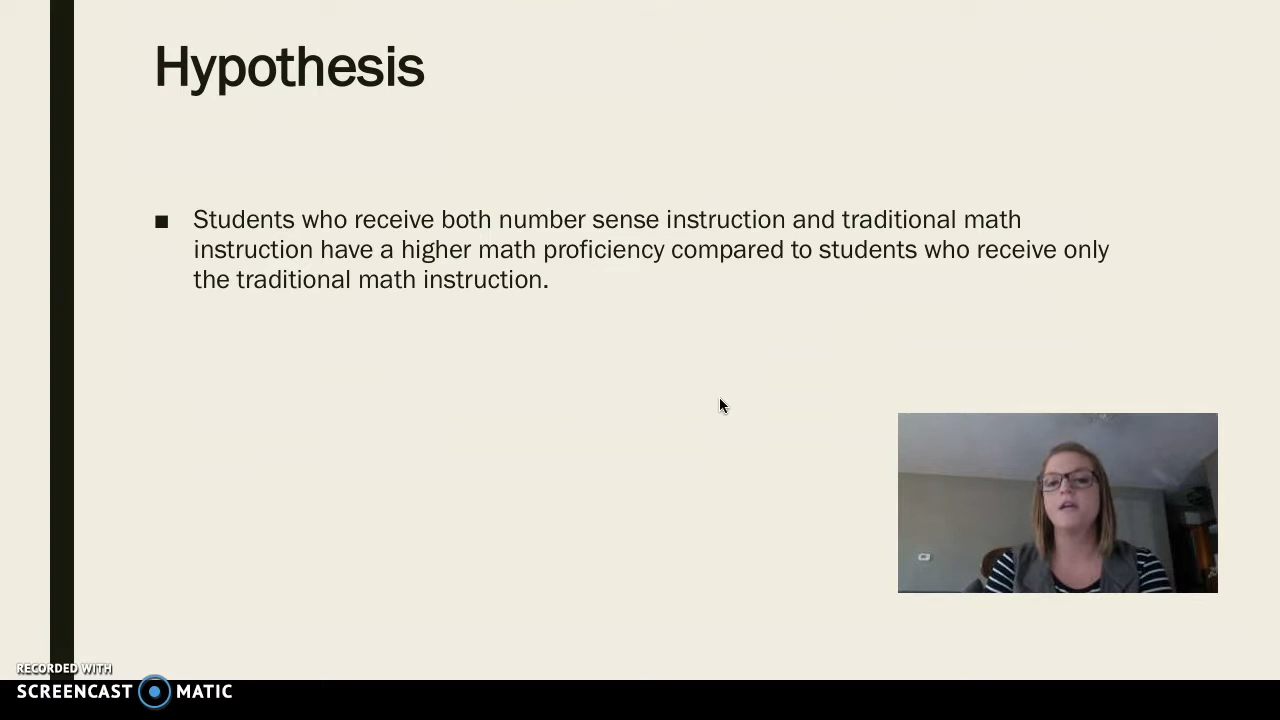 Hypothesis
■ Students who receive both number sense instruction and traditional math
instruction have a higher math proficiency compared to students who receive only
the traditional math instruction.
RECORDED WITH
SCREENCAST MATIC